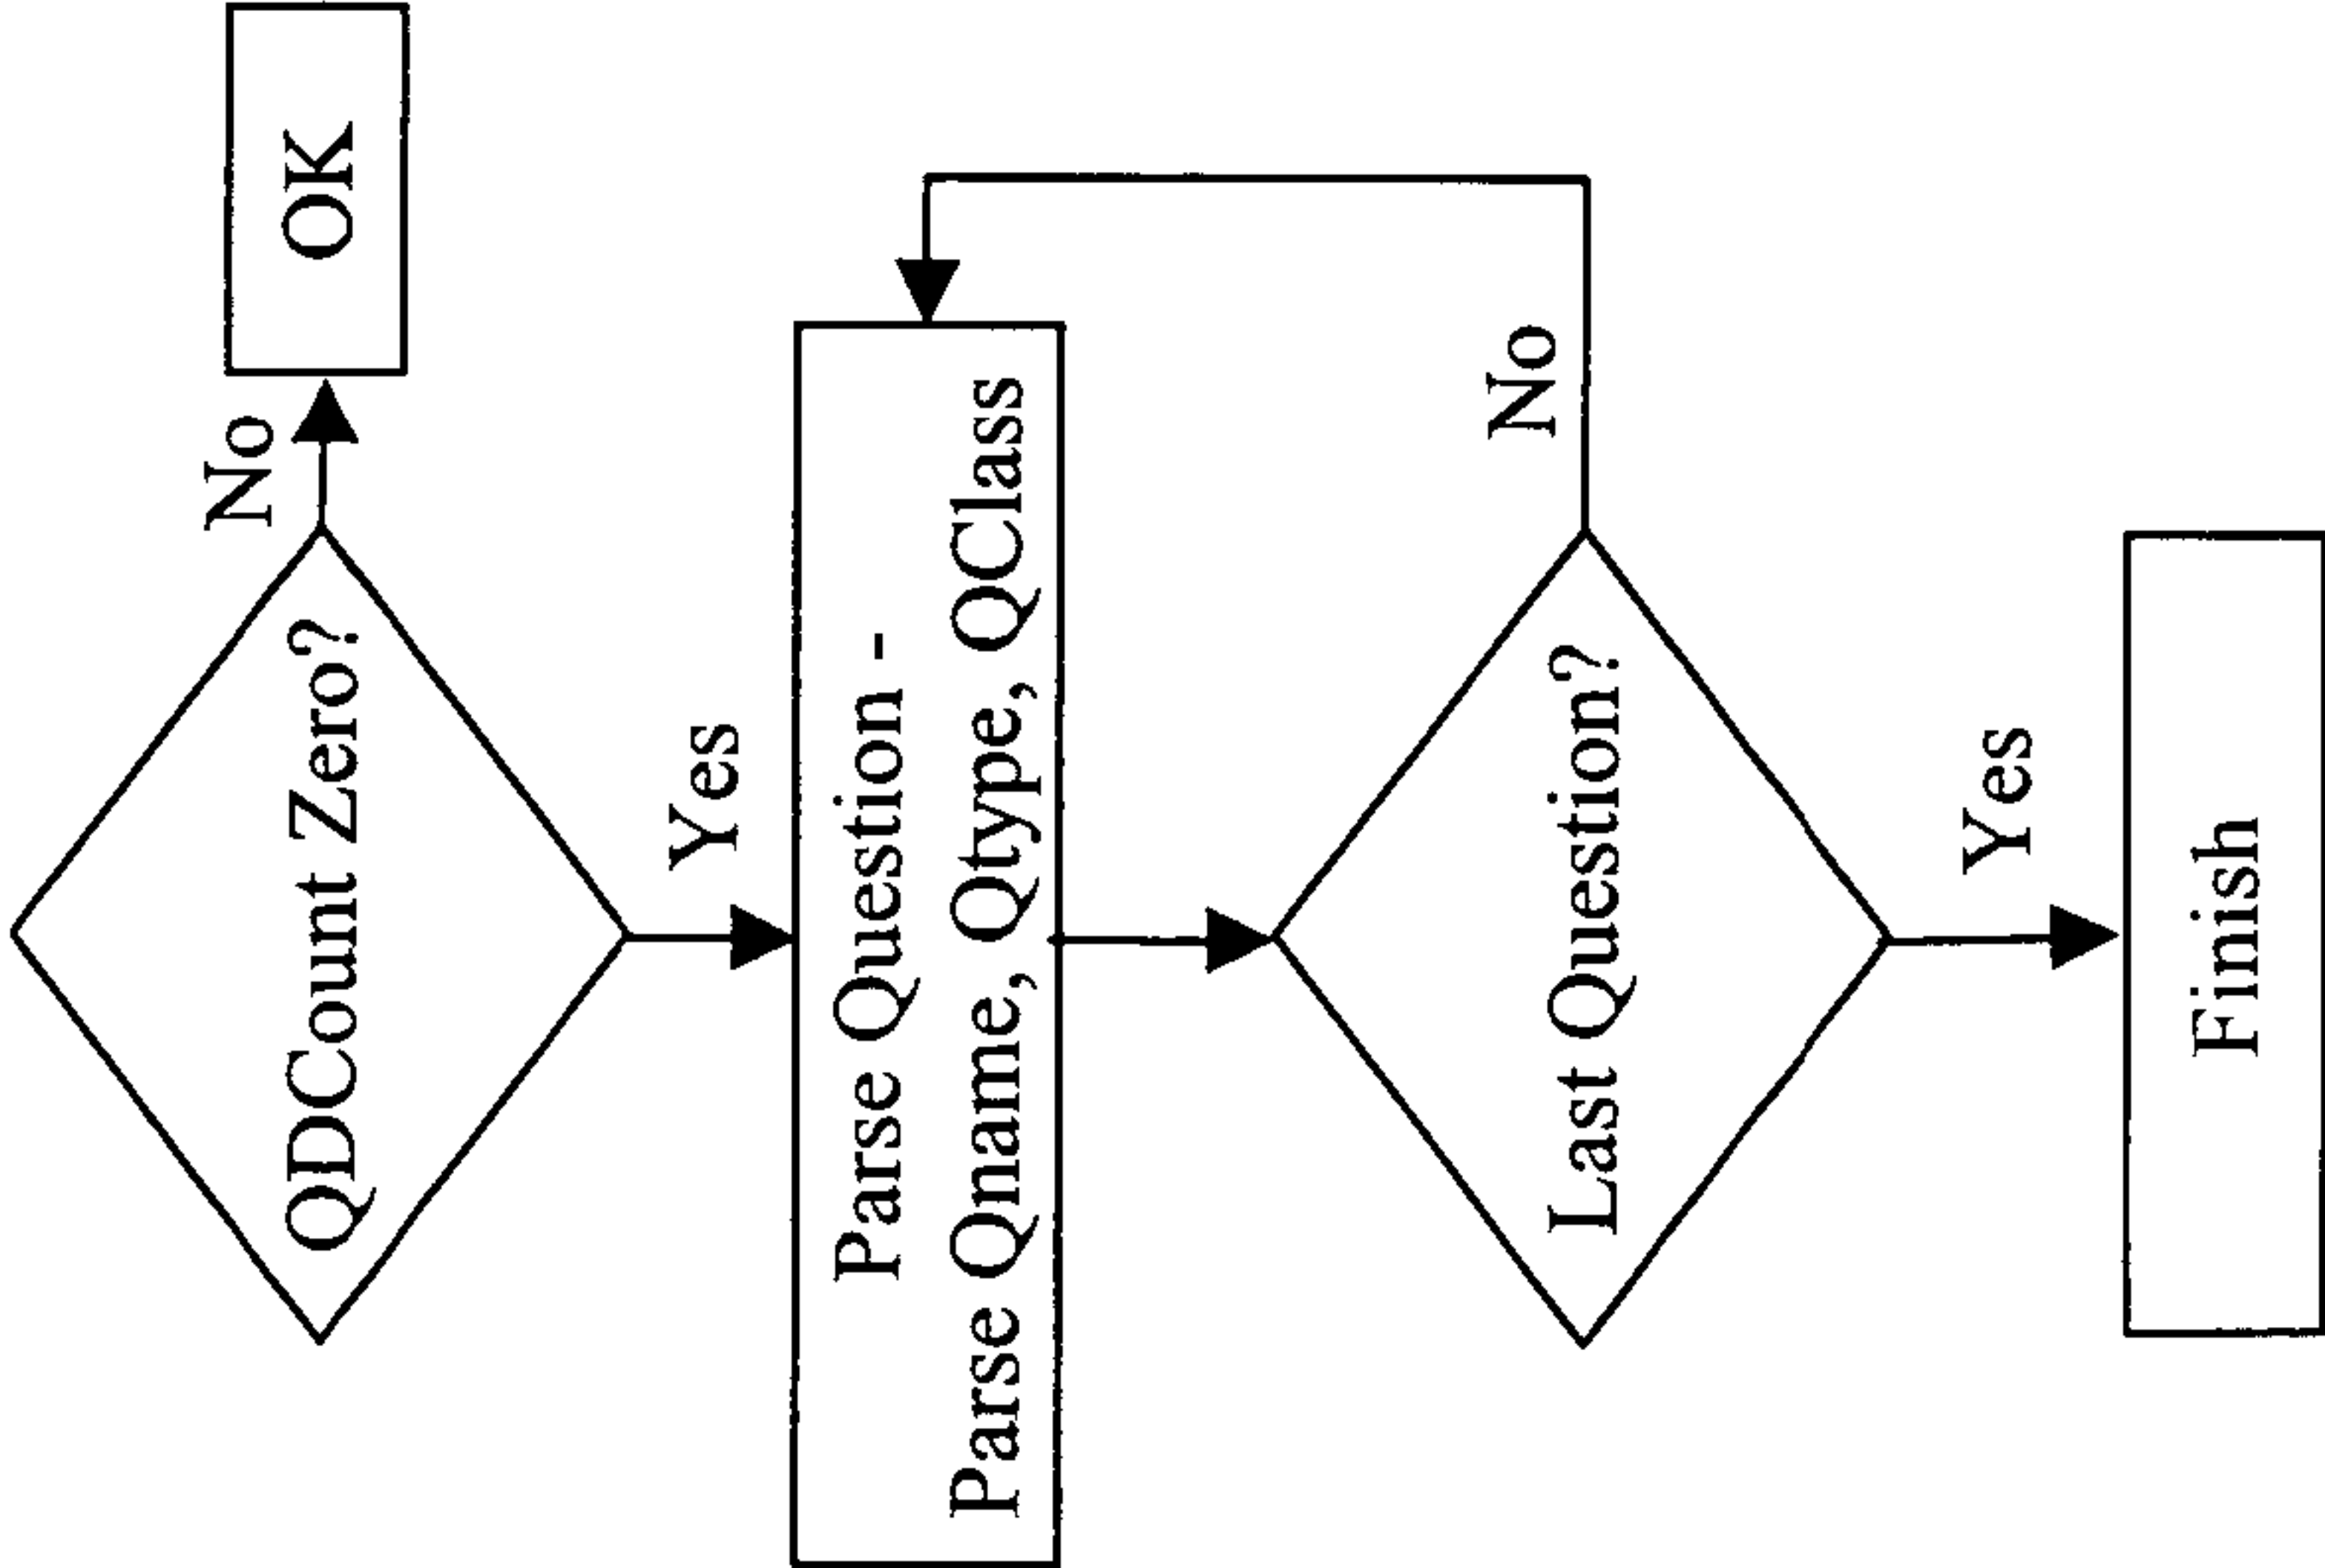 QDCount Zero?
No
OK
Yes
Parse Question -
Parse Qname, Qtype, QClass
Last Question?
No
Yes
Finish